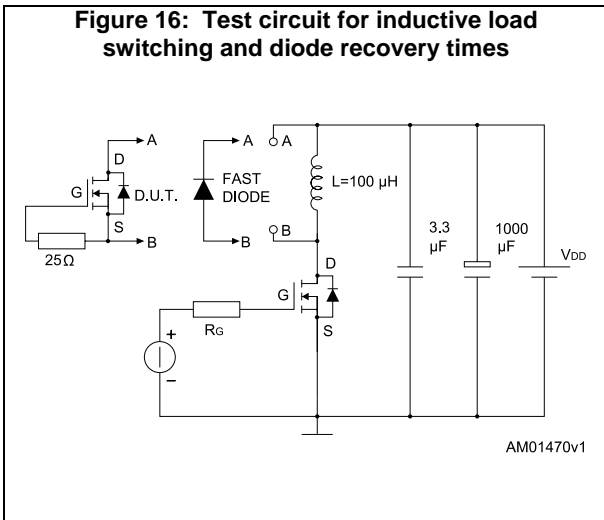 Figure 16: Test circuit for inductive load
switching and diode recovery times
A
D
G
D.U.T.
S
B
25Ω
A
FAST
DIODE
B
A
B
L=100 µH
3.3
µF
1000
µF
VDD
D
G
S
RG
+
–
AM01470v1